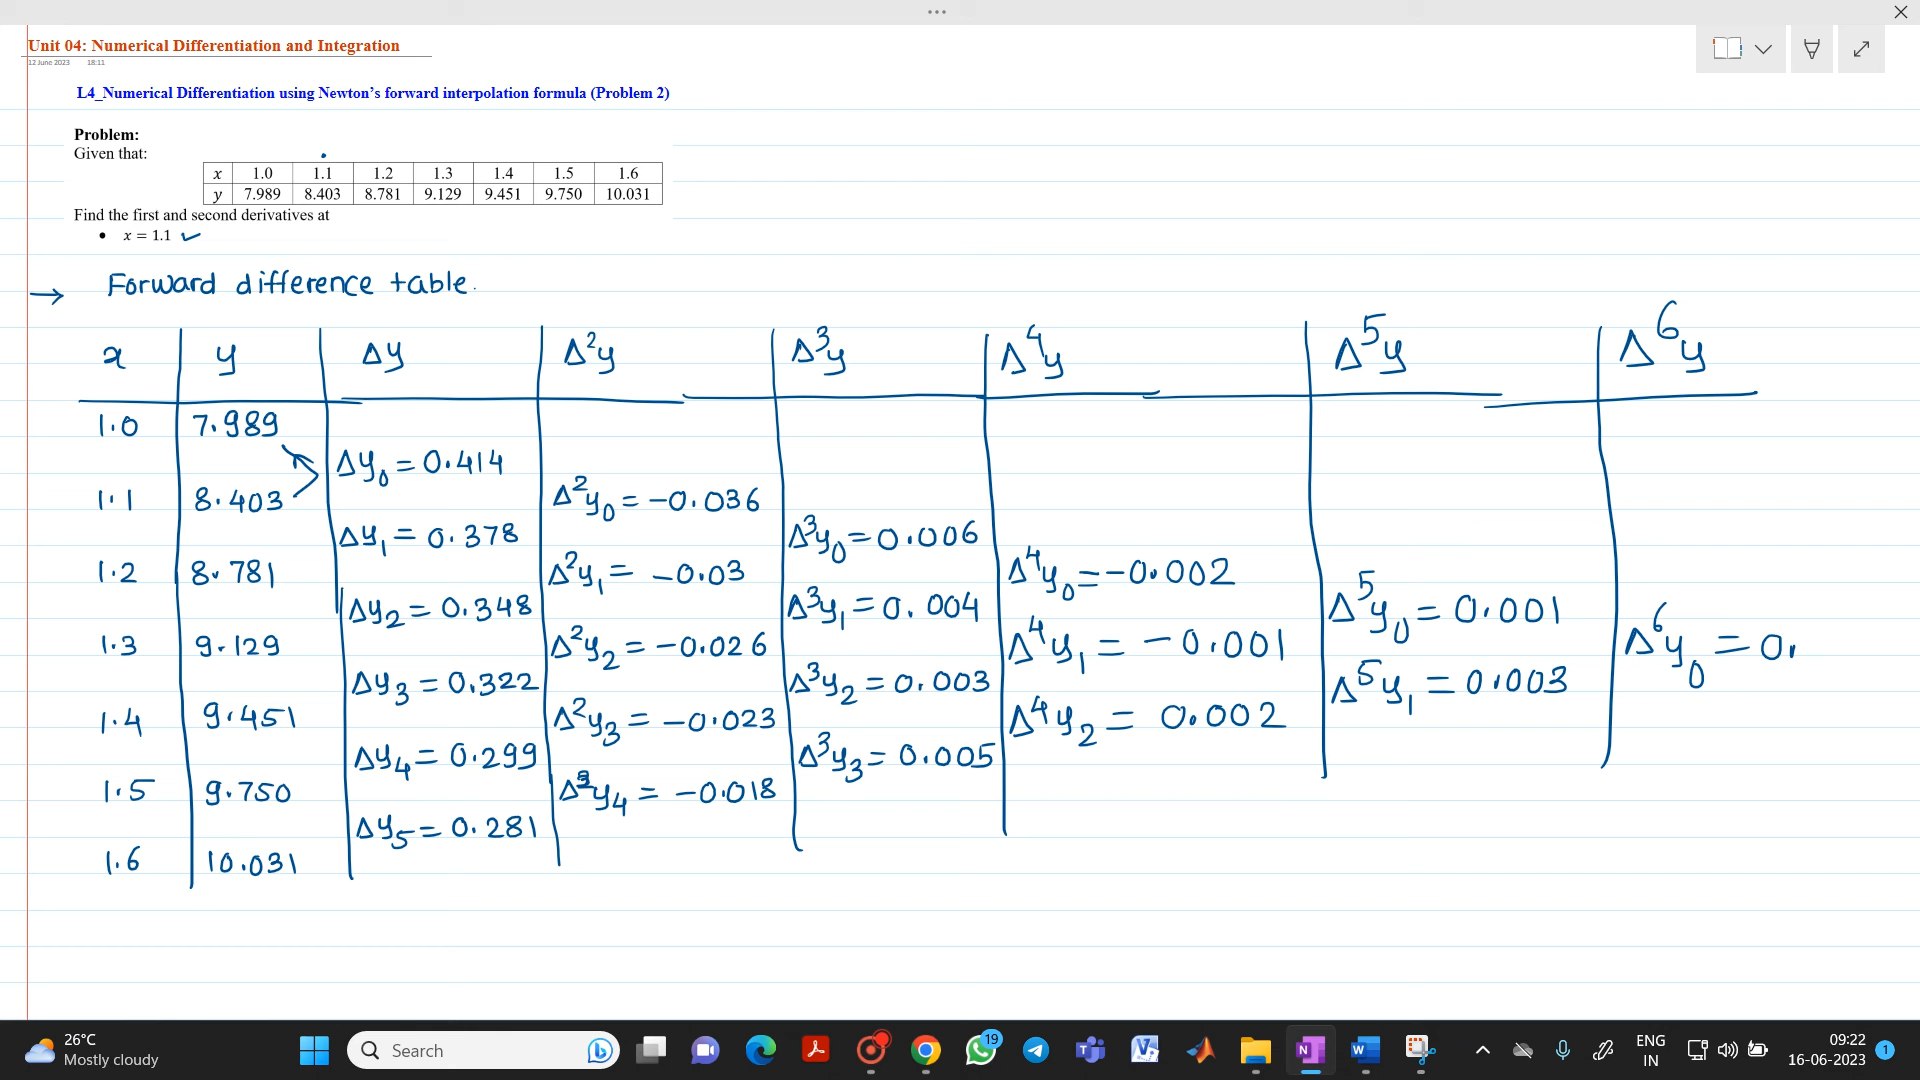 Unit 04: Numerical Differentiation and Integration
12 June 2023 18:11
L4_Numerical Differentiation using Newton's forward interpolation formula (Problem 2)
Problem:
Given that:
x 1.0 1.1 1.2 1.3 1.4 1.5 1.6
y 7.989 8.403 8.781 9.129 9.451 9.750 10.031
Find the first and second derivatives at
• x = 1.1 ✓
→ Forward difference table.
x y Δy Δ²y Δ³y Δ⁴y Δ⁵y Δ⁶y
1.0 7.989
Δy₀ = 0.414
1.1 8.403 Δ²y₀ = -0.036
Δy₁ = 0.378 Δ³y₀ = 0.006
1.2 8.781 Δ²y₁ = -0.03 Δ⁴y₀ = -0.002
Δy₂ = 0.348 Δ³y₁ = 0.004 Δ⁵y₀ = 0.001
1.3 9.129 Δ²y₂ = -0.026 Δ⁴y₁ = -0.001 Δ⁶y₀ = 0.
Δy₃ = 0.322 Δ³y₂ = 0.003 Δ⁵y₁ = 0.003
1.4 9.451 Δ²y₃ = -0.023 Δ⁴y₂ = 0.002
Δy₄ = 0.299 Δ³y₃ = 0.005
1.5 9.750 Δ²y₄ = -0.018
Δy₅ = 0.281
1.6 10.031
26°C
Mostly cloudy
Search
19
ENG
IN
09:22
16-06-2023
1